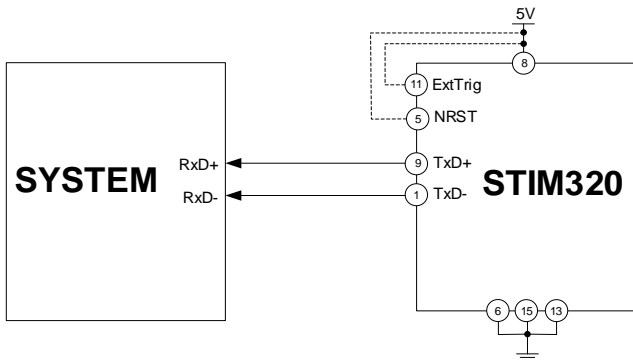 5V
8
11 ExtTrig
5 NRST
RxD+ 9 TxD+
SYSTEM STIM320
RxD- 1 TxD-
6 15 13